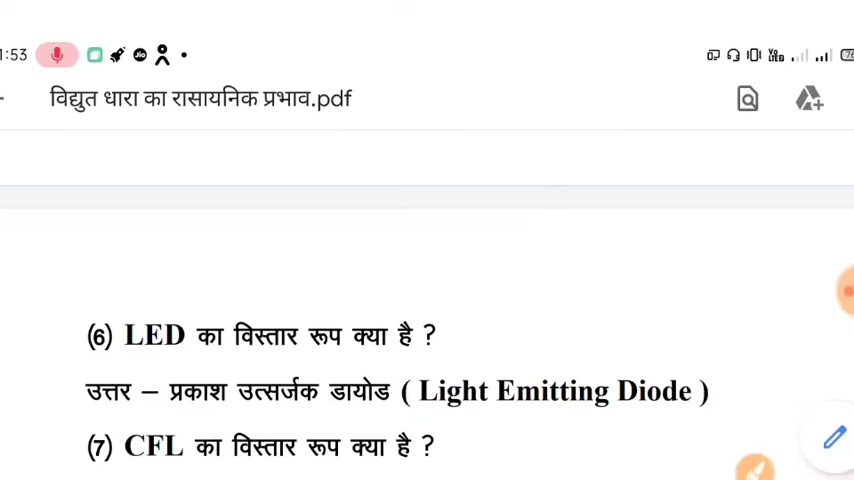 1:53
विद्युत धारा का रासायनिक प्रभाव.pdf
(6) LED का विस्तार रूप क्या है ?
उत्तर – प्रकाश उत्सर्जक डायोड ( Light Emitting Diode )
(7) CFL का विस्तार रूप क्या है ?